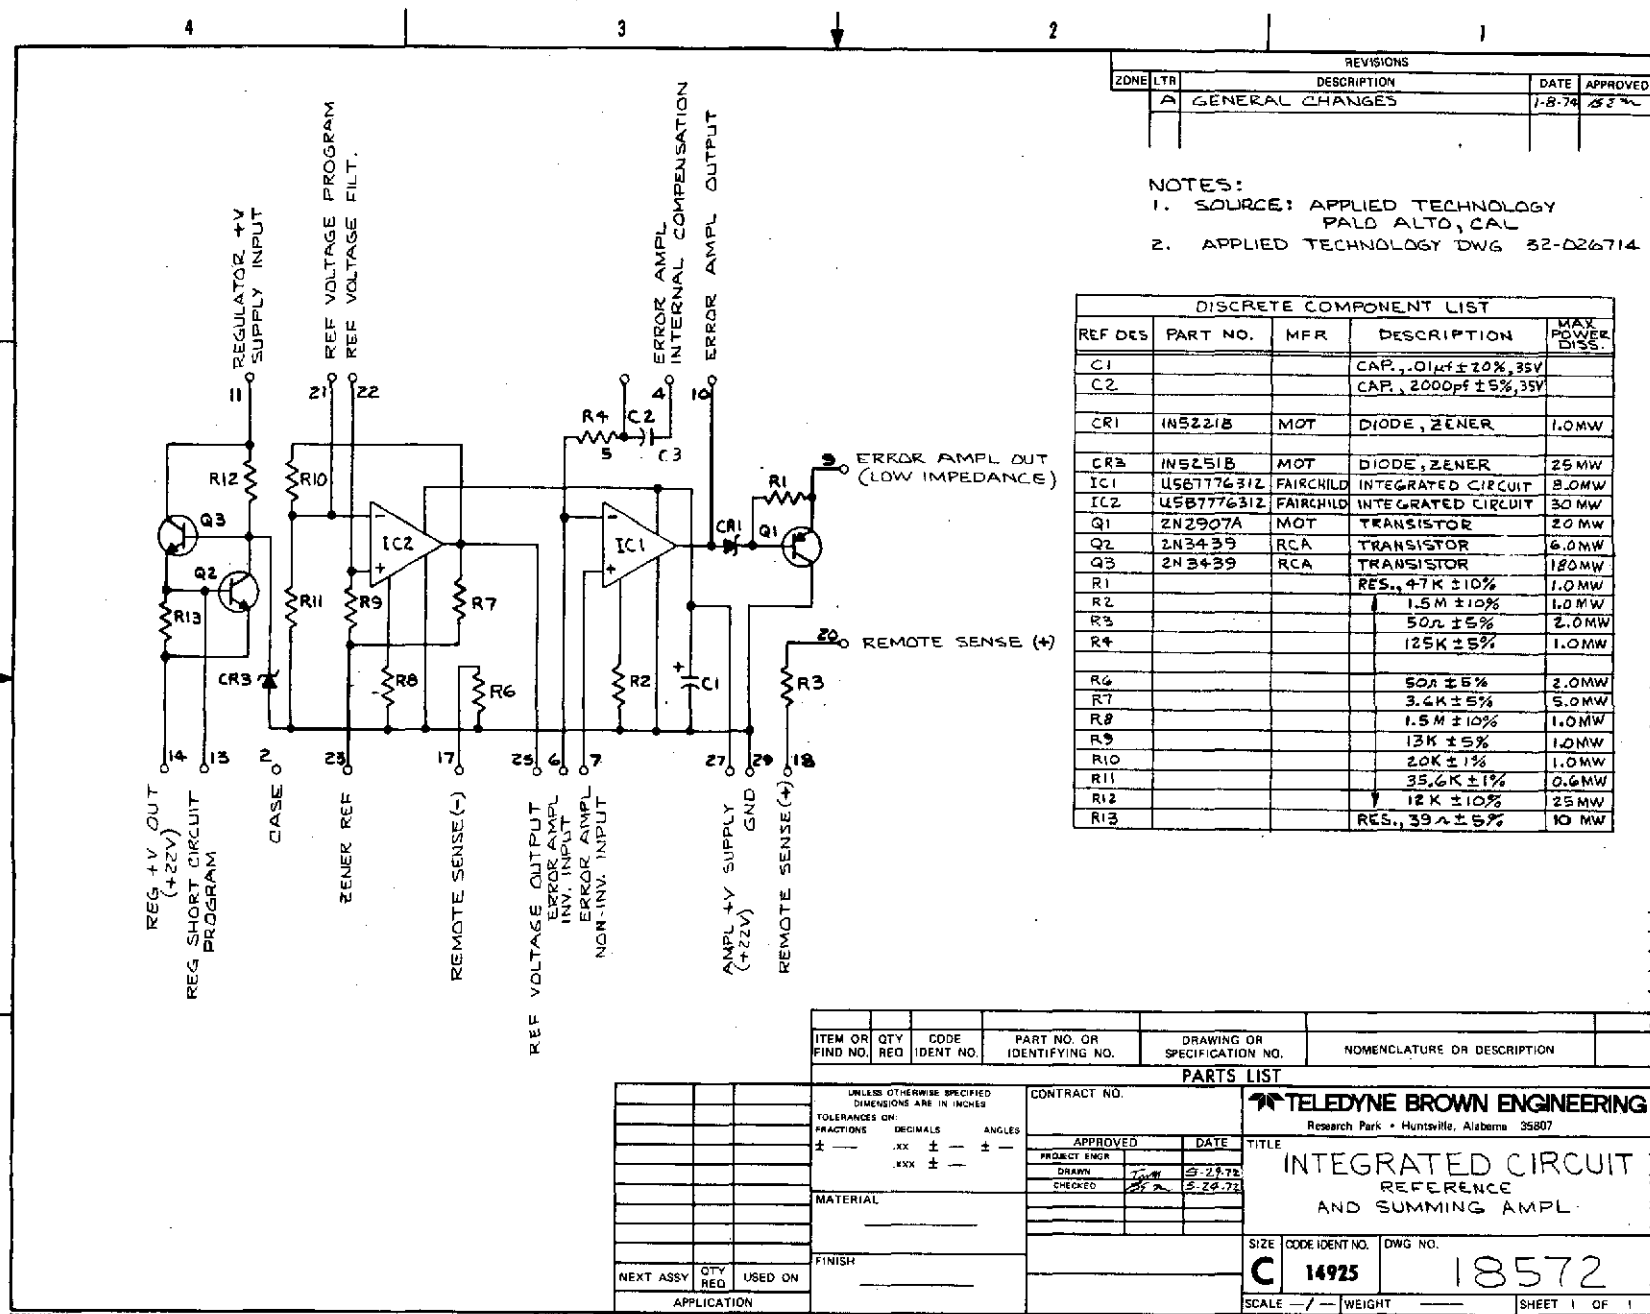 4 3 2 1
REVISIONS
ZONE LTR DESCRIPTION DATE APPROVED
A GENERAL CHANGES 1-8-74
NOTES:
1. SOURCE: APPLIED TECHNOLOGY
PALO ALTO, CAL
2. APPLIED TECHNOLOGY DWG 32-026714
DISCRETE COMPONENT LIST
REF DES PART NO. MFR DESCRIPTION MAX POWER DISS.
C1 CAP., .01µf ± 20%, 35V
C2 CAP., 2000pf ± 5%, 35V
CR1 1N5221B MOT DIODE, ZENER 1.0MW
CR3 1N5251B MOT DIODE, ZENER 25 MW
IC1 U5B7776312 FAIRCHILD INTEGRATED CIRCUIT 8.0MW
IC2 U5B7776312 FAIRCHILD INTEGRATED CIRCUIT 30 MW
Q1 2N2907A MOT TRANSISTOR 20 MW
Q2 2N3439 RCA TRANSISTOR 6.0MW
Q3 2N3439 RCA TRANSISTOR 180MW
R1 RES., 47K ±10% 1.0MW
R2 1.5M ±10% 1.0MW
R3 50Ω ±5% 2.0MW
R4 125K ±5% 1.0MW
R6 50Ω ±5% 2.0MW
R7 3.6K ±5% 5.0MW
R8 1.5M ±10% 1.0MW
R9 13K ±5% 1.0MW
R10 20K ±1% 1.0MW
R11 35.6K ±1% 0.6MW
R12 12K ±10% 25MW
R13 RES., 39Ω ±5% 10 MW
REGULATOR +V
SUPPLY INPUT
REF VOLTAGE PROGRAM
REF VOLTAGE FILT.
ERROR AMPL
INTERNAL COMPENSATION
ERROR AMPL OUTPUT
11 21 22 4 10
R4 C2
5 C3
9 ERROR AMPL OUT
(LOW IMPEDANCE)
R12 R10 R1
Q3 IC2 IC1 CR1 Q1
- + - +
Q2
R13 R11 R9 R7
20 REMOTE SENSE (+)
CR3 R8 R6 R2 + C1 R3
14 13 2 23 17 25 6 7 27 29 18
REG +V OUT
(+22V)
REG SHORT CIRCUIT
PROGRAM
CASE
ZENER REF
REMOTE SENSE (-)
REF VOLTAGE OUTPUT
ERROR AMPL
INV. INPUT
ERROR AMPL
NON-INV. INPUT
AMPL +V SUPPLY
(+22V)
GND
REMOTE SENSE (+)
ITEM OR FIND NO. QTY REQ CODE IDENT NO. PART NO. OR IDENTIFYING NO. DRAWING OR SPECIFICATION NO. NOMENCLATURE OR DESCRIPTION
PARTS LIST
UNLESS OTHERWISE SPECIFIED
DIMENSIONS ARE IN INCHES
TOLERANCES ON:
FRACTIONS DECIMALS ANGLES
± — .XX ± — ± —
.XXX ± —
MATERIAL
FINISH
CONTRACT NO.
APPROVED DATE
PROJECT ENGR
DRAWN 5-29-72
CHECKED 5-24-72
TELEDYNE BROWN ENGINEERING
Research Park • Huntsville, Alabama 35807
TITLE
INTEGRATED CIRCUIT
REFERENCE
AND SUMMING AMPL
SIZE CODE IDENT NO. DWG NO.
C 14925 18572
SCALE — / — WEIGHT —— SHEET 1 OF 1
NEXT ASSY QTY REQ USED ON
APPLICATION